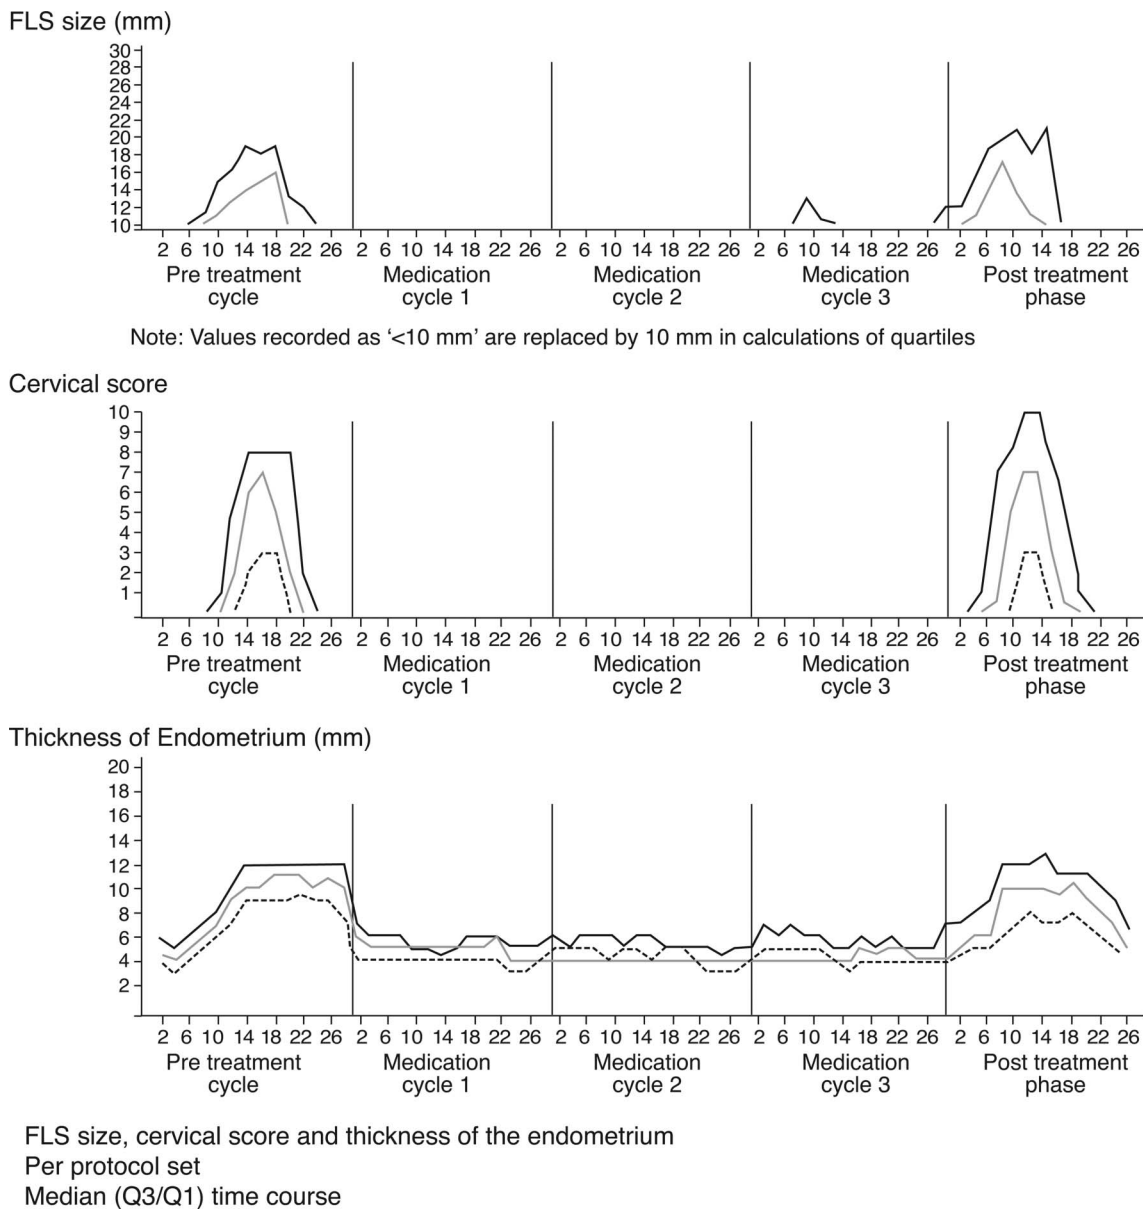 FLS size (mm)
30
28
26
24
22
20
18
16
14
12
10
2 6 10 14 18 22 26 2 6 10 14 18 22 26 2 6 10 14 18 22 26 2 6 10 14 18 22 26 2 6 10 14 18 22 26
Pre treatment Medication Medication Medication Post treatment
cycle cycle 1 cycle 2 cycle 3 phase
Note: Values recorded as ‘<10 mm’ are replaced by 10 mm in calculations of quartiles
Cervical score
10
9
8
7
6
5
4
3
2
1
2 6 10 14 18 22 26 2 6 10 14 18 22 26 2 6 10 14 18 22 26 2 6 10 14 18 22 26 2 6 10 14 18 22 26
Pre treatment Medication Medication Medication Post treatment
cycle cycle 1 cycle 2 cycle 3 phase
Thickness of Endometrium (mm)
20
18
16
14
12
10
8
6
4
2
2 6 10 14 18 22 26 2 6 10 14 18 22 26 2 6 10 14 18 22 26 2 6 10 14 18 22 26 2 6 10 14 18 22 26
Pre treatment Medication Medication Medication Post treatment
cycle cycle 1 cycle 2 cycle 3 phase
FLS size, cervical score and thickness of the endometrium
Per protocol set
Median (Q3/Q1) time course